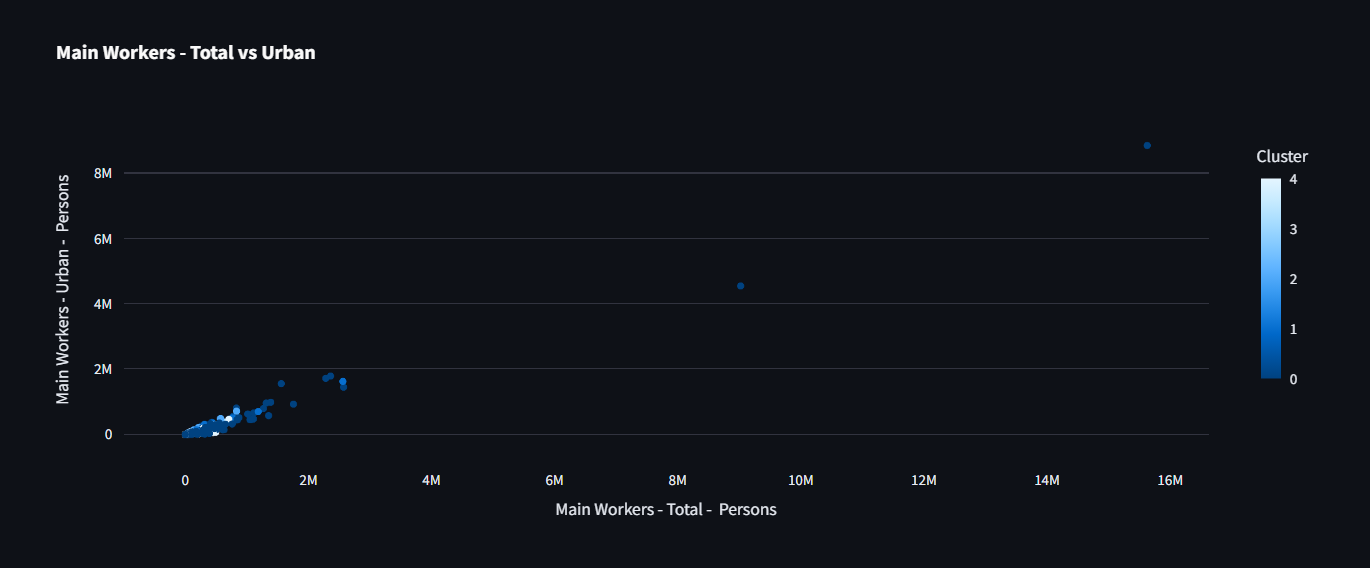 Main Workers - Total vs Urban
Main Workers - Urban -  Persons
8M
6M
4M
2M
0
0
2M
4M
6M
8M
10M
12M
14M
16M
Main Workers - Total -  Persons
Cluster
4
3
2
1
0